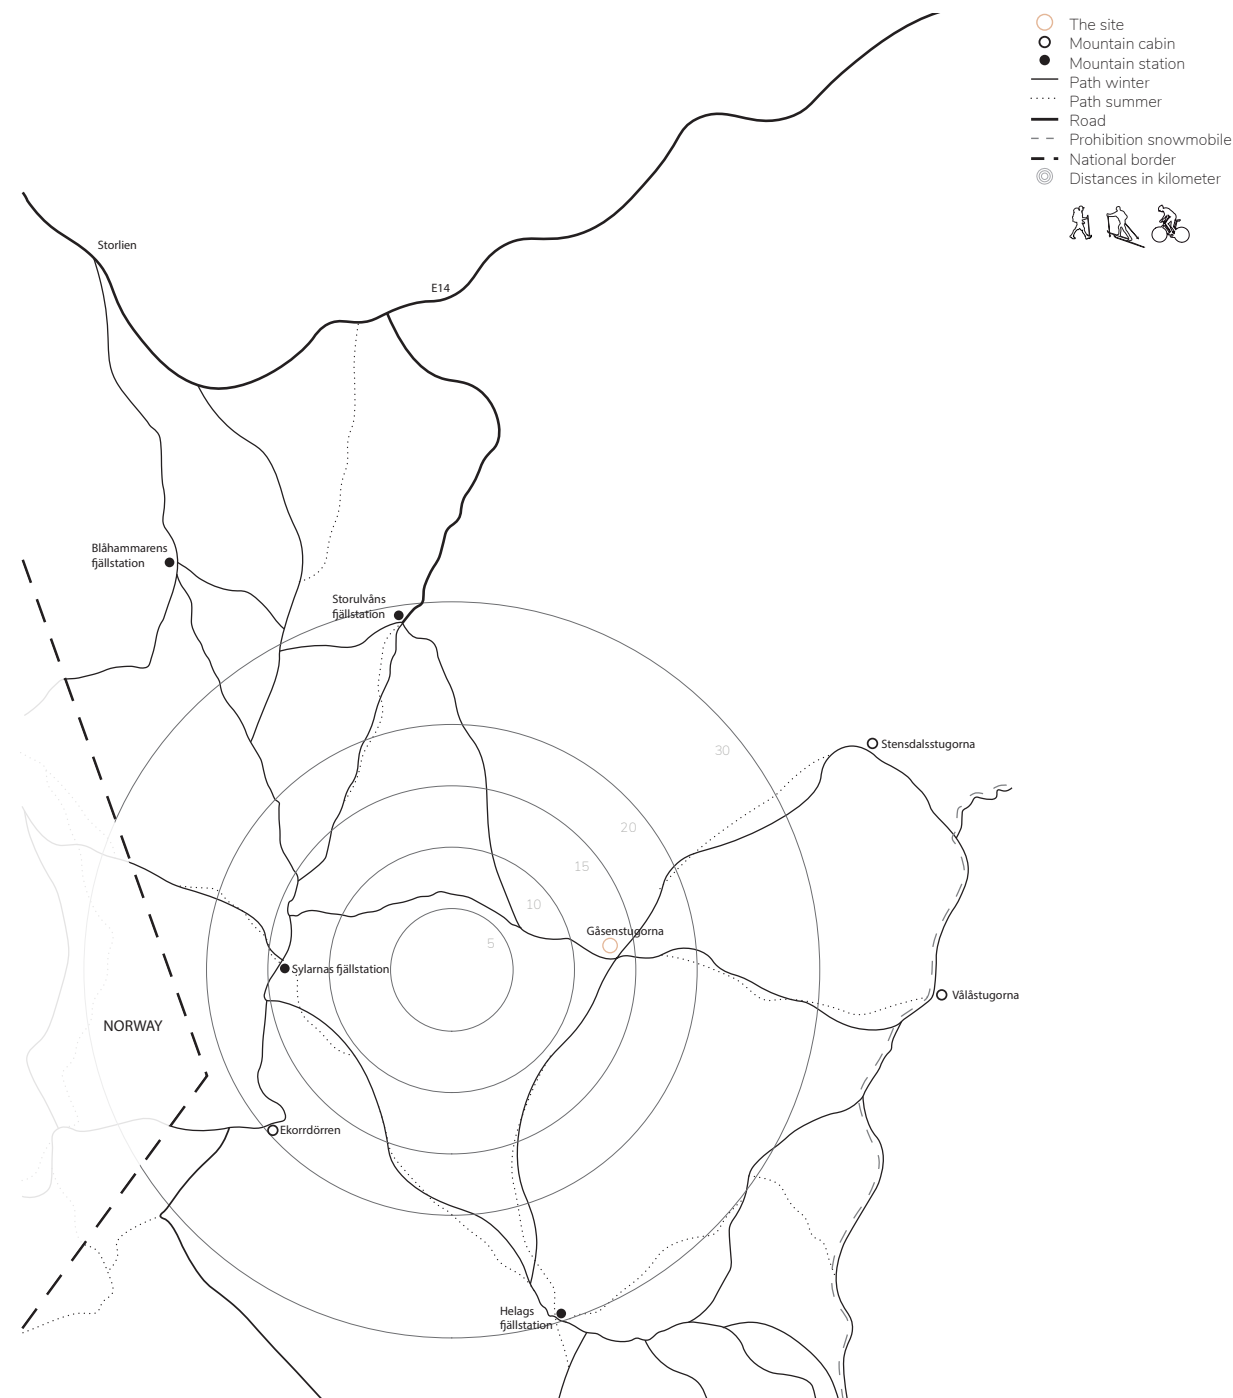 The site
Mountain cabin
Mountain station
Path winter
Path summer
Road
Prohibition snowmobile
National border
Distances in kilometer
Storlien
E14
Blåhammarens
fjällstation
Storulvåns
fjällstation
30
Stensdalsstugorna
20
15
10
Gåsenstugorna
5
Sylarnas fjällstation
Vålåstugorna
NORWAY
Ekorrdörren
Helags
fjällstation